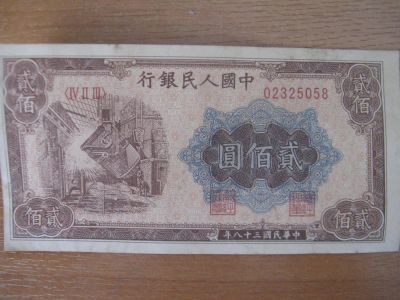 行銀民人國中
〈Ⅳ Ⅱ Ⅲ〉
02325058
貳佰
貳佰
圓佰貳
佰貳
貳佰
年八十三國民華中